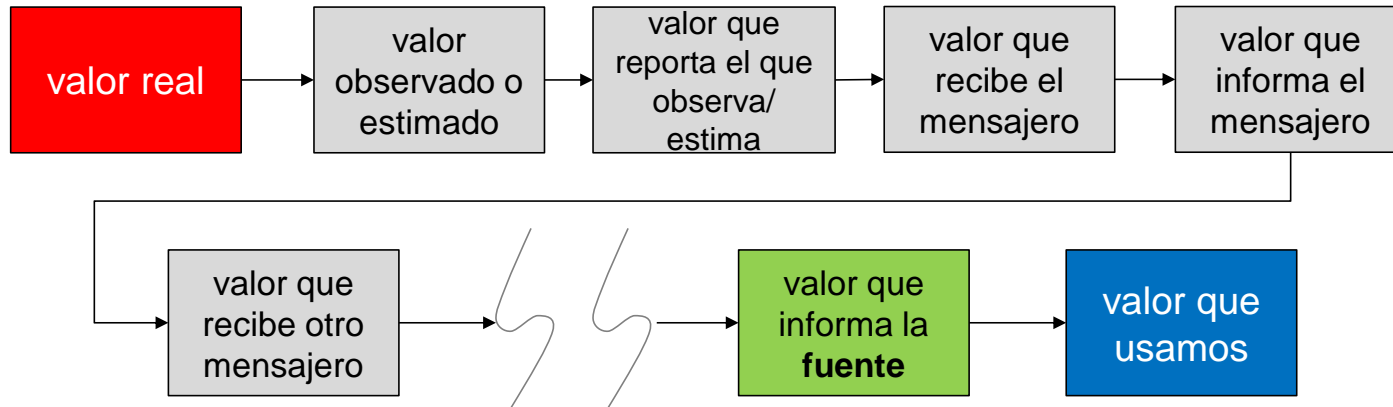 valor real
valor
observado o
estimado
valor que
reporta el que
observa/
estima
valor que
recibe el
mensajero
valor que
informa el
mensajero
valor que
recibe otro
mensajero
valor que
informa la
fuente
valor que
usamos